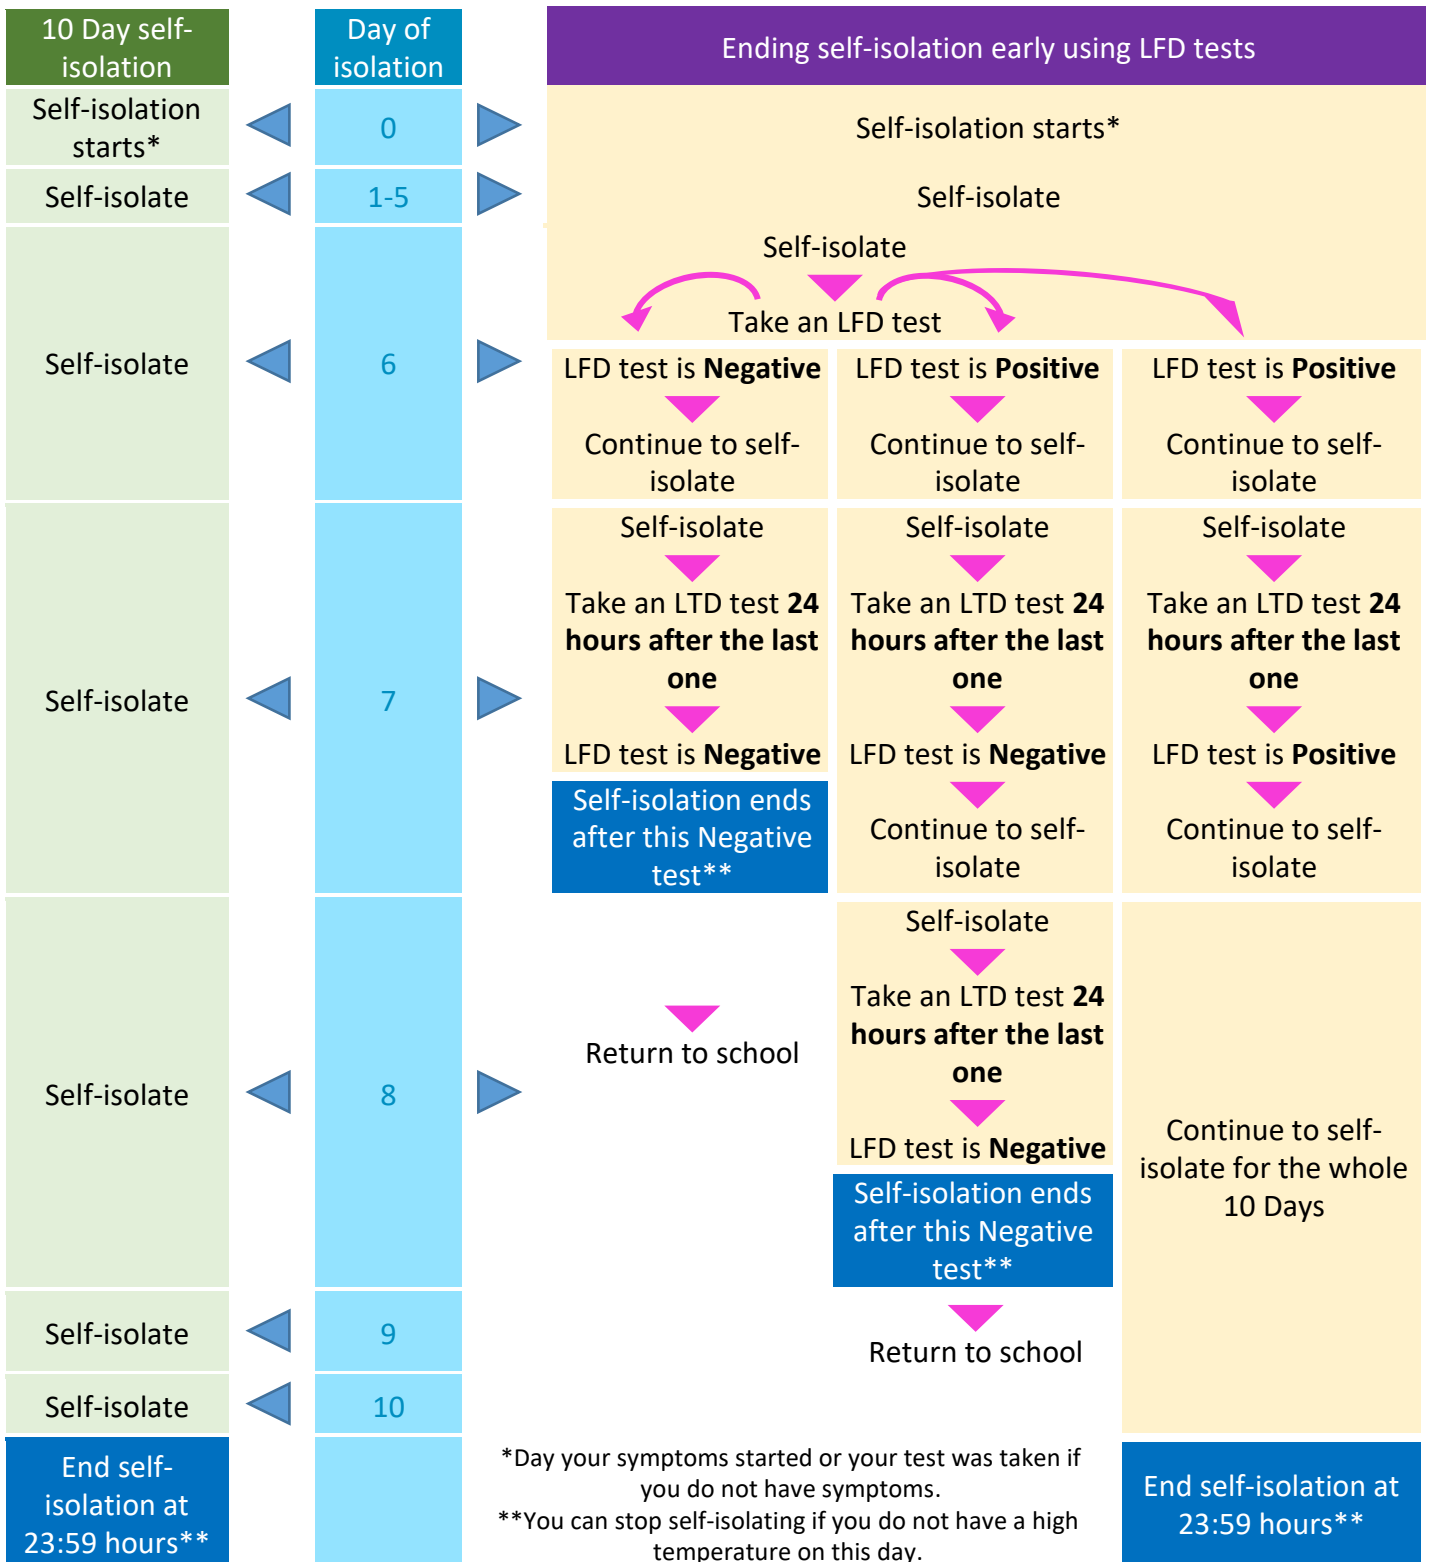 10 Day self-
isolation
Day of
isolation
Ending self-isolation early using LFD tests
Self-isolation
starts*
0
Self-isolation starts*
Self-isolate
1-5
Self-isolate
Self-isolate
Take an LFD test
Self-isolate
6
LFD test is Negative
Continue to self-
isolate
LFD test is Positive
Continue to self-
isolate
LFD test is Positive
Continue to self-
isolate
Self-isolate
7
Self-isolate
Take an LTD test 24
hours after the last
one
LFD test is Negative
Self-isolation ends
after this Negative
test**
Self-isolate
Take an LTD test 24
hours after the last
one
LFD test is Negative
Continue to self-
isolate
Self-isolate
Take an LTD test 24
hours after the last
one
LFD test is Positive
Continue to self-
isolate
Self-isolate
8
Return to school
Self-isolate
Take an LTD test 24
hours after the last
one
LFD test is Negative
Self-isolation ends
after this Negative
test**
Continue to self-
isolate for the whole
10 Days
Self-isolate
9
Return to school
Self-isolate
10
End self-
isolation at
23:59 hours**
*Day your symptoms started or your test was taken if
you do not have symptoms.
**You can stop self-isolating if you do not have a high
temperature on this day.
End self-isolation at
23:59 hours**